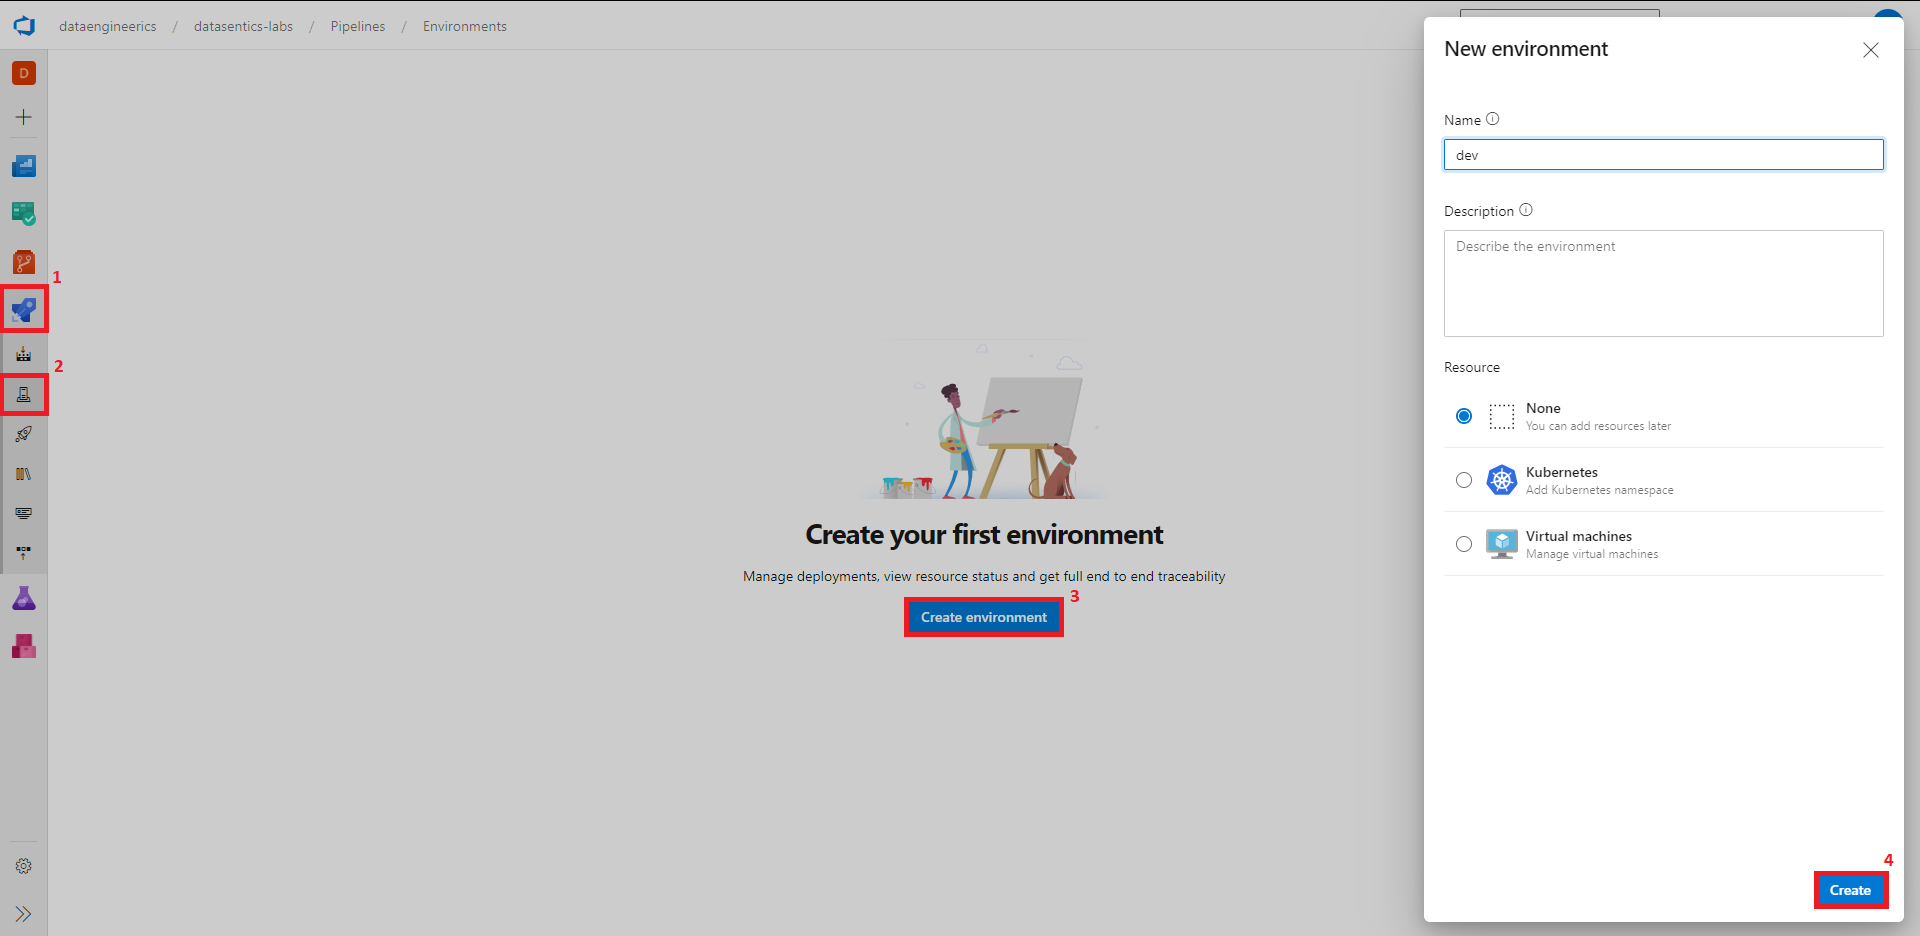 dataengineerics / datasentics-labs / Pipelines / Environments
D
1
2
Create your first environment
Manage deployments, view resource status and get full end to end traceability
3
Create environment
New environment
Name
dev
Description
Describe the environment
Resource
None
You can add resources later
Kubernetes
Add Kubernetes namespace
Virtual machines
Manage virtual machines
4
Create